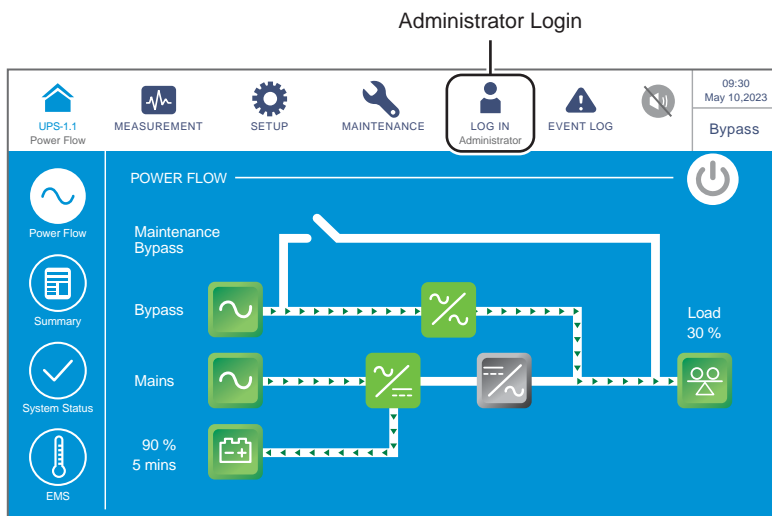 Administrator Login
UPS-1.1
Power Flow
MEASUREMENT
SETUP
MAINTENANCE
LOG IN
Administrator
EVENT LOG
09:30
May 10,2023
Bypass
POWER FLOW
Power Flow
Summary
System Status
EMS
Maintenance
Bypass
Bypass
Mains
90 %
5 mins
Load
30 %